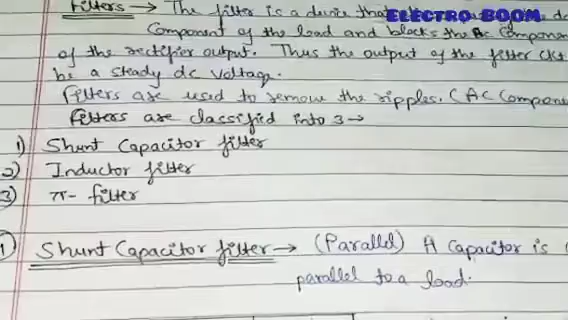 Filters → The filter is a device that
ELECTRO BOOM
Component of the load and blocks the Ac Componen
of the rectifier output. Thus the output of the filter ckt
be a steady dc voltage.
Filters are used to remove the ripples. (AC Compone
Filters are classified into 3 →
1) Shunt Capacitor filter
2) Inductor filter
3) π- filter
1 Shunt Capacitor filter → (Parallel) A Capacitor is
parallel to a load.